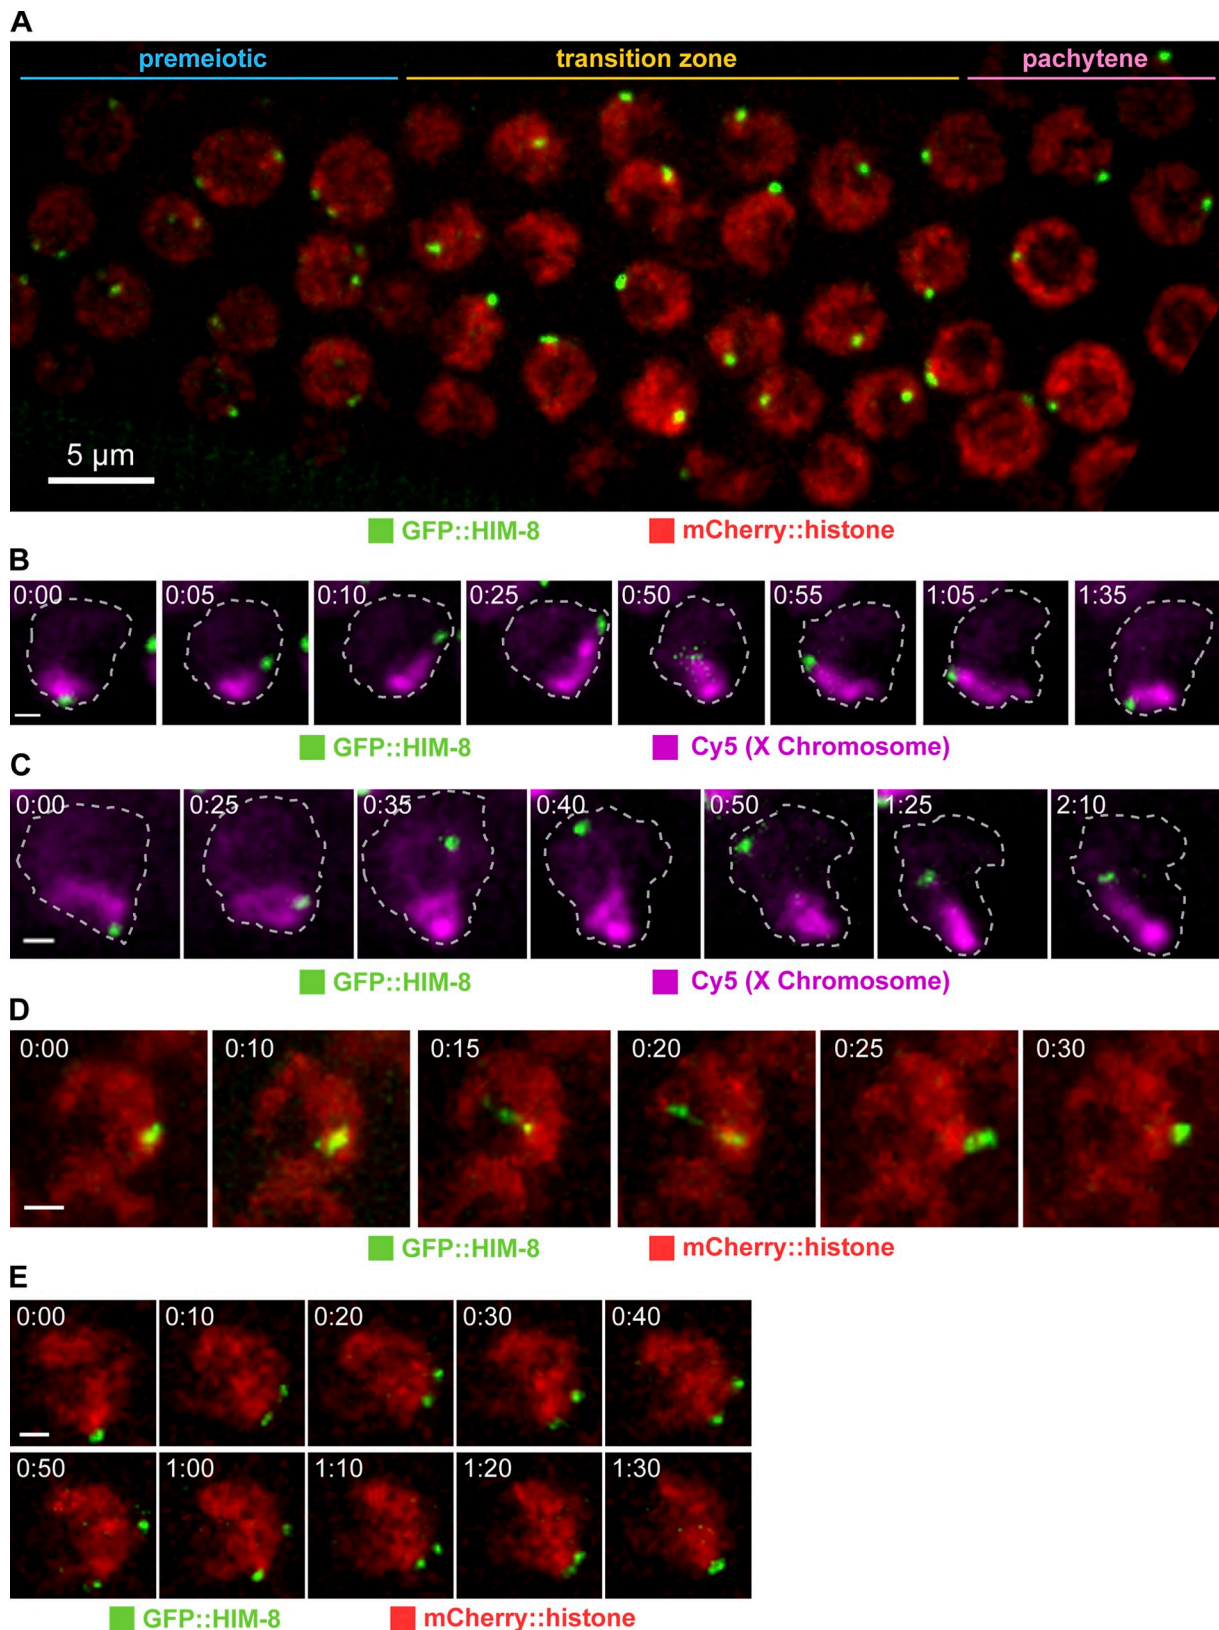 A
premeiotic transition zone pachytene
5 µm
GFP::HIM-8 mCherry::histone
B
0:00 0:05 0:10 0:25 0:50 0:55 1:05 1:35
GFP::HIM-8 Cy5 (X Chromosome)
C
0:00 0:25 0:35 0:40 0:50 1:25 2:10
GFP::HIM-8 Cy5 (X Chromosome)
D
0:00 0:10 0:15 0:20 0:25 0:30
GFP::HIM-8 mCherry::histone
E
0:00 0:10 0:20 0:30 0:40
0:50 1:00 1:10 1:20 1:30
GFP::HIM-8 mCherry::histone